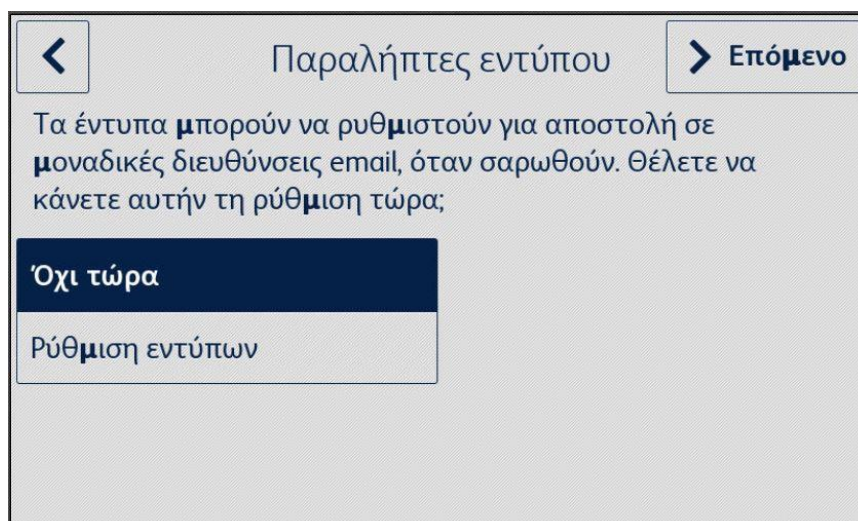 Παραλήπτες εντύπου
Επόμενο
Τα έντυπα μπορούν να ρυθμιστούν για αποστολή σε
μοναδικές διευθύνσεις email, όταν σαρωθούν. Θέλετε να
κάνετε αυτήν τη ρύθμιση τώρα;
Όχι τώρα
Ρύθμιση εντύπων